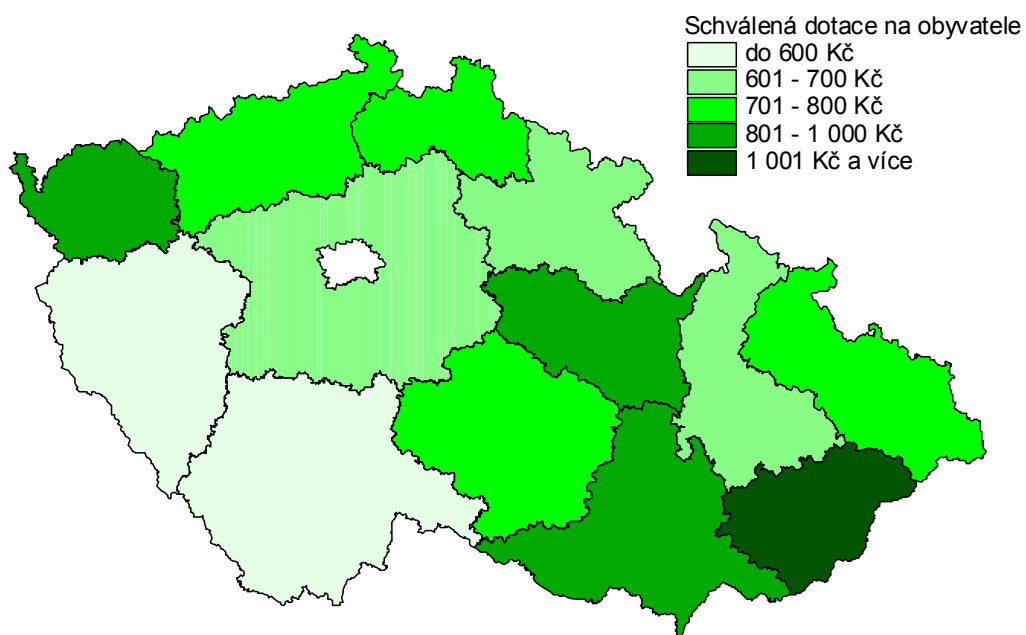 Schválená dotace na obyvatele
do 600 Kč
601 - 700 Kč
701 - 800 Kč
801 - 1 000 Kč
1 001 Kč a více